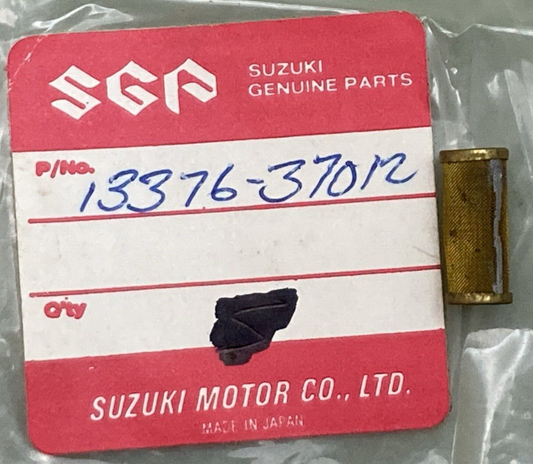 SGP SUZUKI
GENUINE PARTS
P/No. 13376-37012
Q'ty
SUZUKI MOTOR CO., LTD.
MADE IN JAPAN